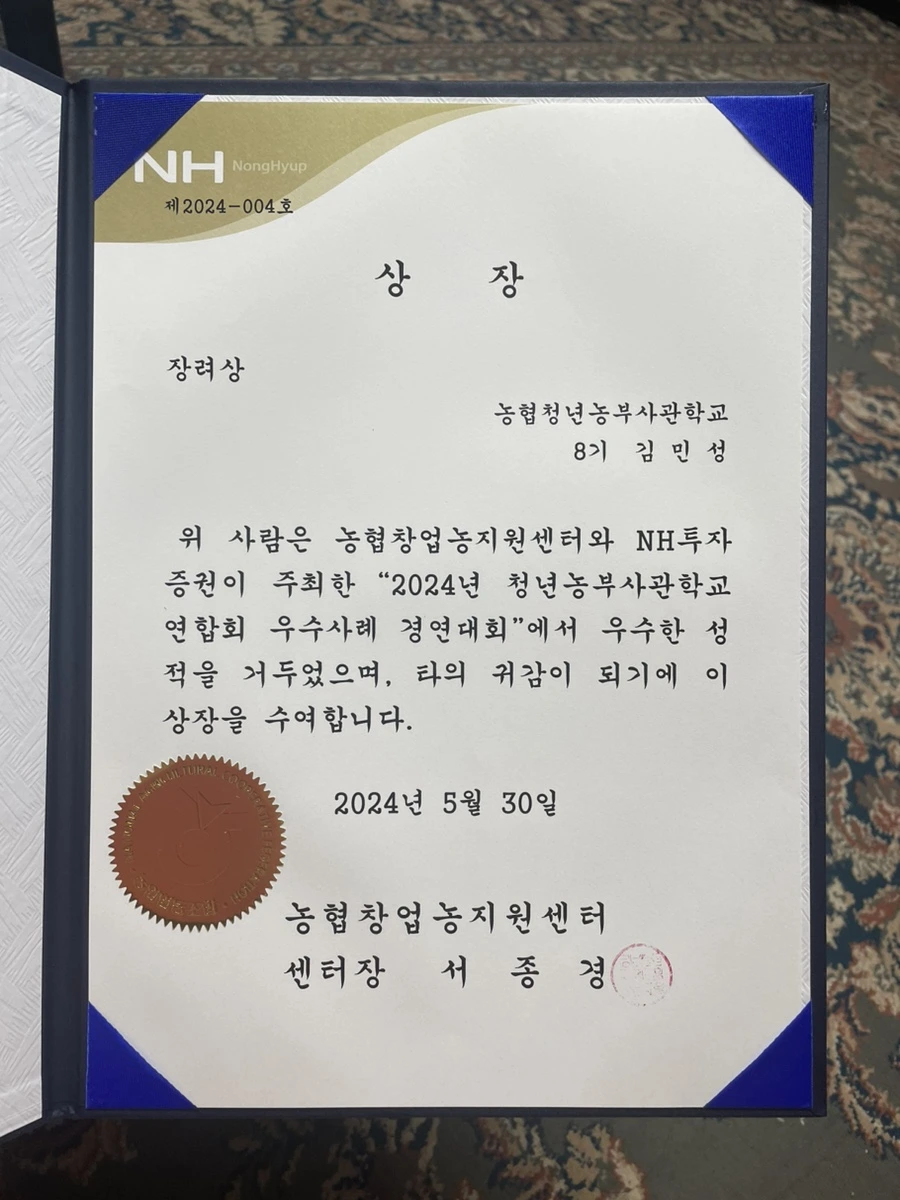 NH NongHyup
제2024-004호
상 장
장려상
농협청년농부사관학교
8기 김 민 성
위 사람은 농협창업농지원센터와 NH투자
증권이 주최한 “2024년 청년농부사관학교
연합회 우수사례 경연대회”에서 우수한 성
적을 거두었으며, 타의 귀감이 되기에 이
상장을 수여합니다.
2024년 5월 30일
농협창업농지원센터
센터장 서 종 경